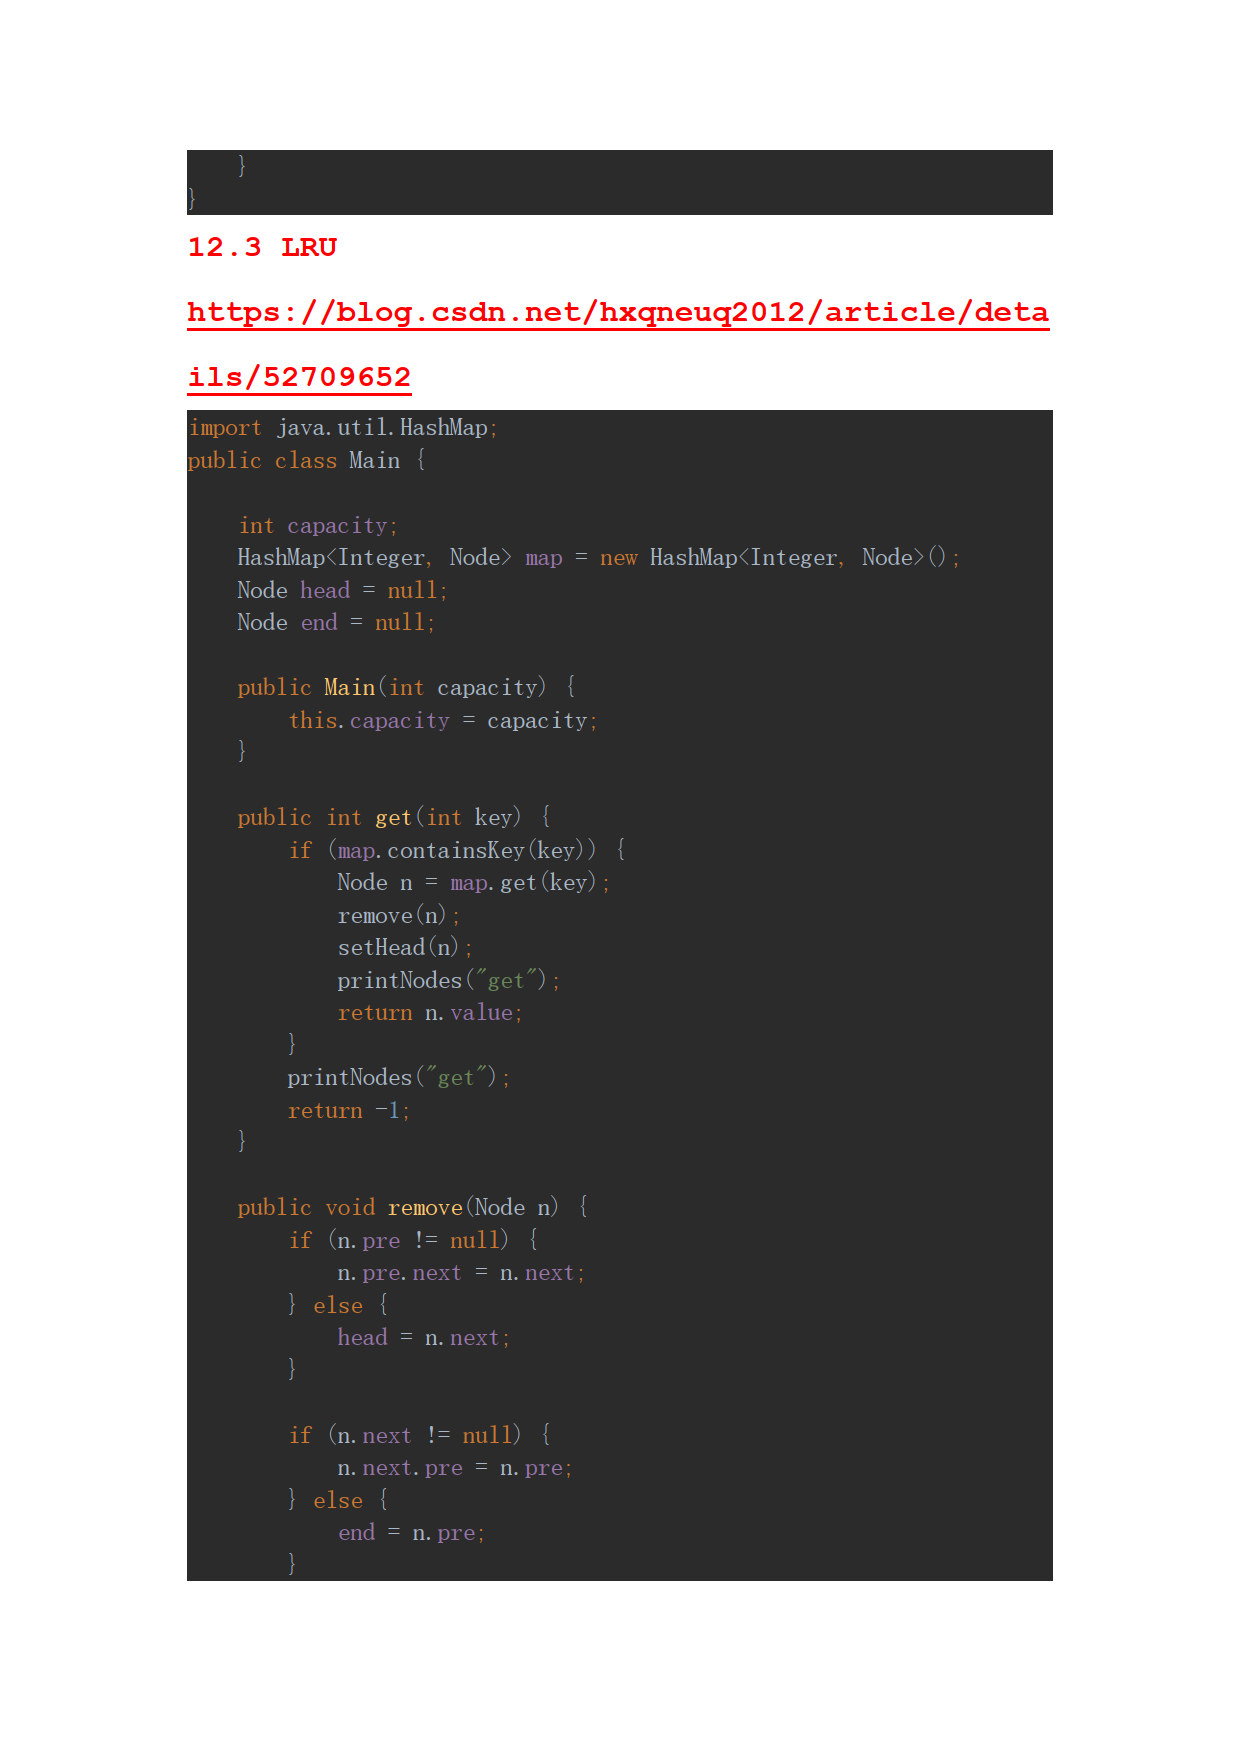 }
}
12.3 LRU
https://blog.csdn.net/hxqneuq2012/article/deta
ils/52709652
import java.util.HashMap;
public class Main {
    int capacity;
    HashMap<Integer, Node> map = new HashMap<Integer, Node>();
    Node head = null;
    Node end = null;
    public Main(int capacity) {
        this.capacity = capacity;
    }
    public int get(int key) {
        if (map.containsKey(key)) {
            Node n = map.get(key);
            remove(n);
            setHead(n);
            printNodes("get");
            return n.value;
        }
        printNodes("get");
        return -1;
    }
    public void remove(Node n) {
        if (n.pre != null) {
            n.pre.next = n.next;
        } else {
            head = n.next;
        }
        if (n.next != null) {
            n.next.pre = n.pre;
        } else {
            end = n.pre;
        }